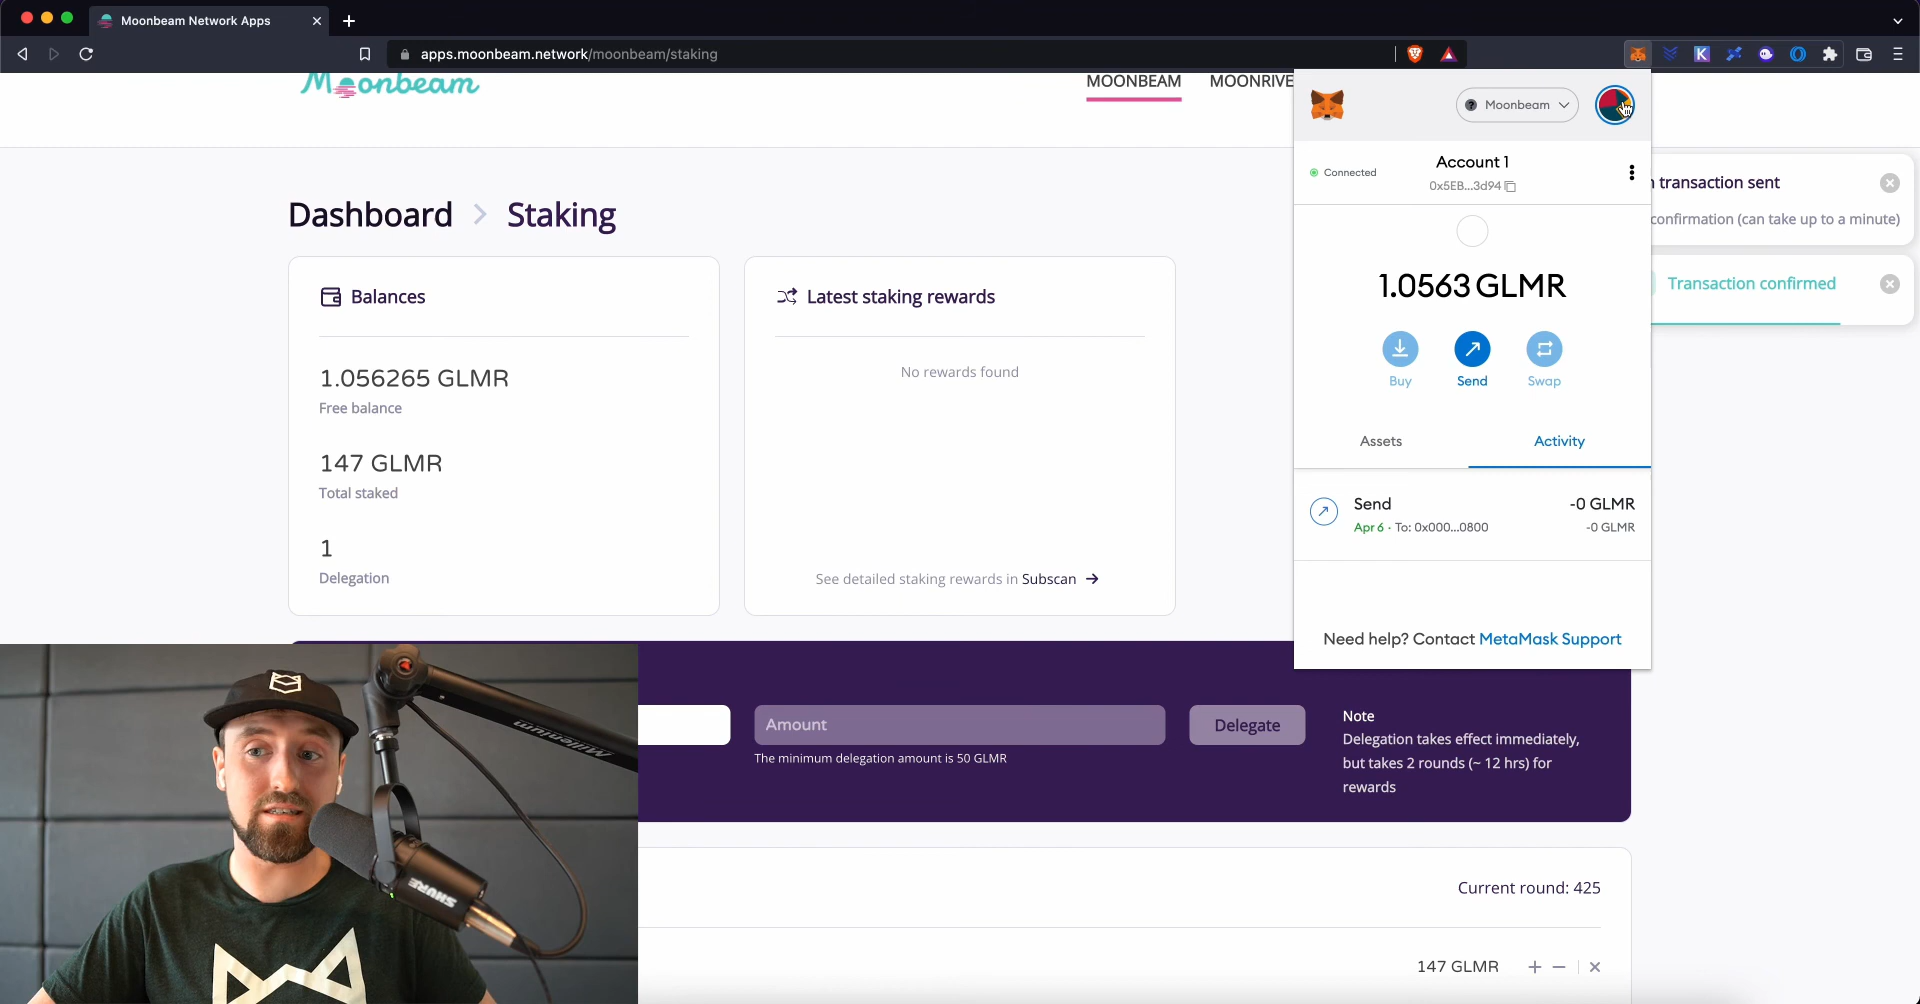 Moonbeam Network Apps
apps.moonbeam.network/moonbeam/staking
Moonbeam
MOONBEAM
MOONRIVE
Moonbeam
Connected
Account 1
0x5EB...3d94
transaction sent
confirmation (can take up to a minute)
Transaction confirmed
Dashboard
Staking
Balances
1.056265 GLMR
Free balance
147 GLMR
Total staked
1
Delegation
Latest staking rewards
No rewards found
See detailed staking rewards in Subscan →
1.0563 GLMR
Buy
Send
Swap
Assets
Activity
Send
-0 GLMR
Apr 6 · To: 0x000...0800
-0 GLMR
Need help? Contact MetaMask Support
Amount
The minimum delegation amount is 50 GLMR
Delegate
Note
Delegation takes effect immediately,
but takes 2 rounds (~ 12 hrs) for
rewards
Current round: 425
147 GLMR
Millenium
SHURE